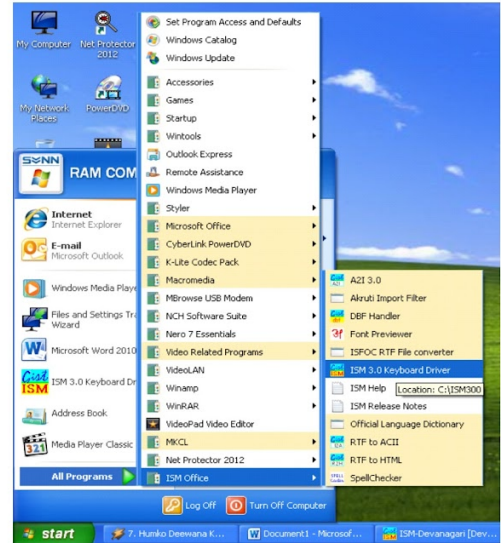 My Computer
Net Protector
2012
My Network
Places
PowerDVD
SVNN
RAM COM
Internet
Internet Explorer
E-mail
Microsoft Outlook
Windows Media Playe
Files and Settings Tra
Wizard
Microsoft Word 2010
ISM 3.0 Keyboard Dr
Address Book
Media Player Classic
All Programs
Log Off
Turn Off Computer
Set Program Access and Defaults
Windows Catalog
Windows Update
Accessories
Games
Startup
Wintools
Outlook Express
Remote Assistance
Windows Media Player
Styler
Microsoft Office
CyberLink PowerDVD
K-Lite Codec Pack
Macromedia
MBrowse USB Modem
NCH Software Suite
Nero 7 Essentials
Video Related Programs
VideoLAN
Winamp
WinRAR
VideoPad Video Editor
MKCL
Net Protector 2012
ISM Office
A2I 3.0
Akruti Import Filter
DBF Handler
Font Previewer
ISFOC RTF File converter
ISM 3.0 Keyboard Driver
ISM Help
Location: C:\ISM300
ISM Release Notes
Official Language Dictionary
RTF to ACII
RTF to HTML
SpellChecker
start
7. Humko Deewana K...
Document1 - Microsof...
ISM-Devanagari [Dev...